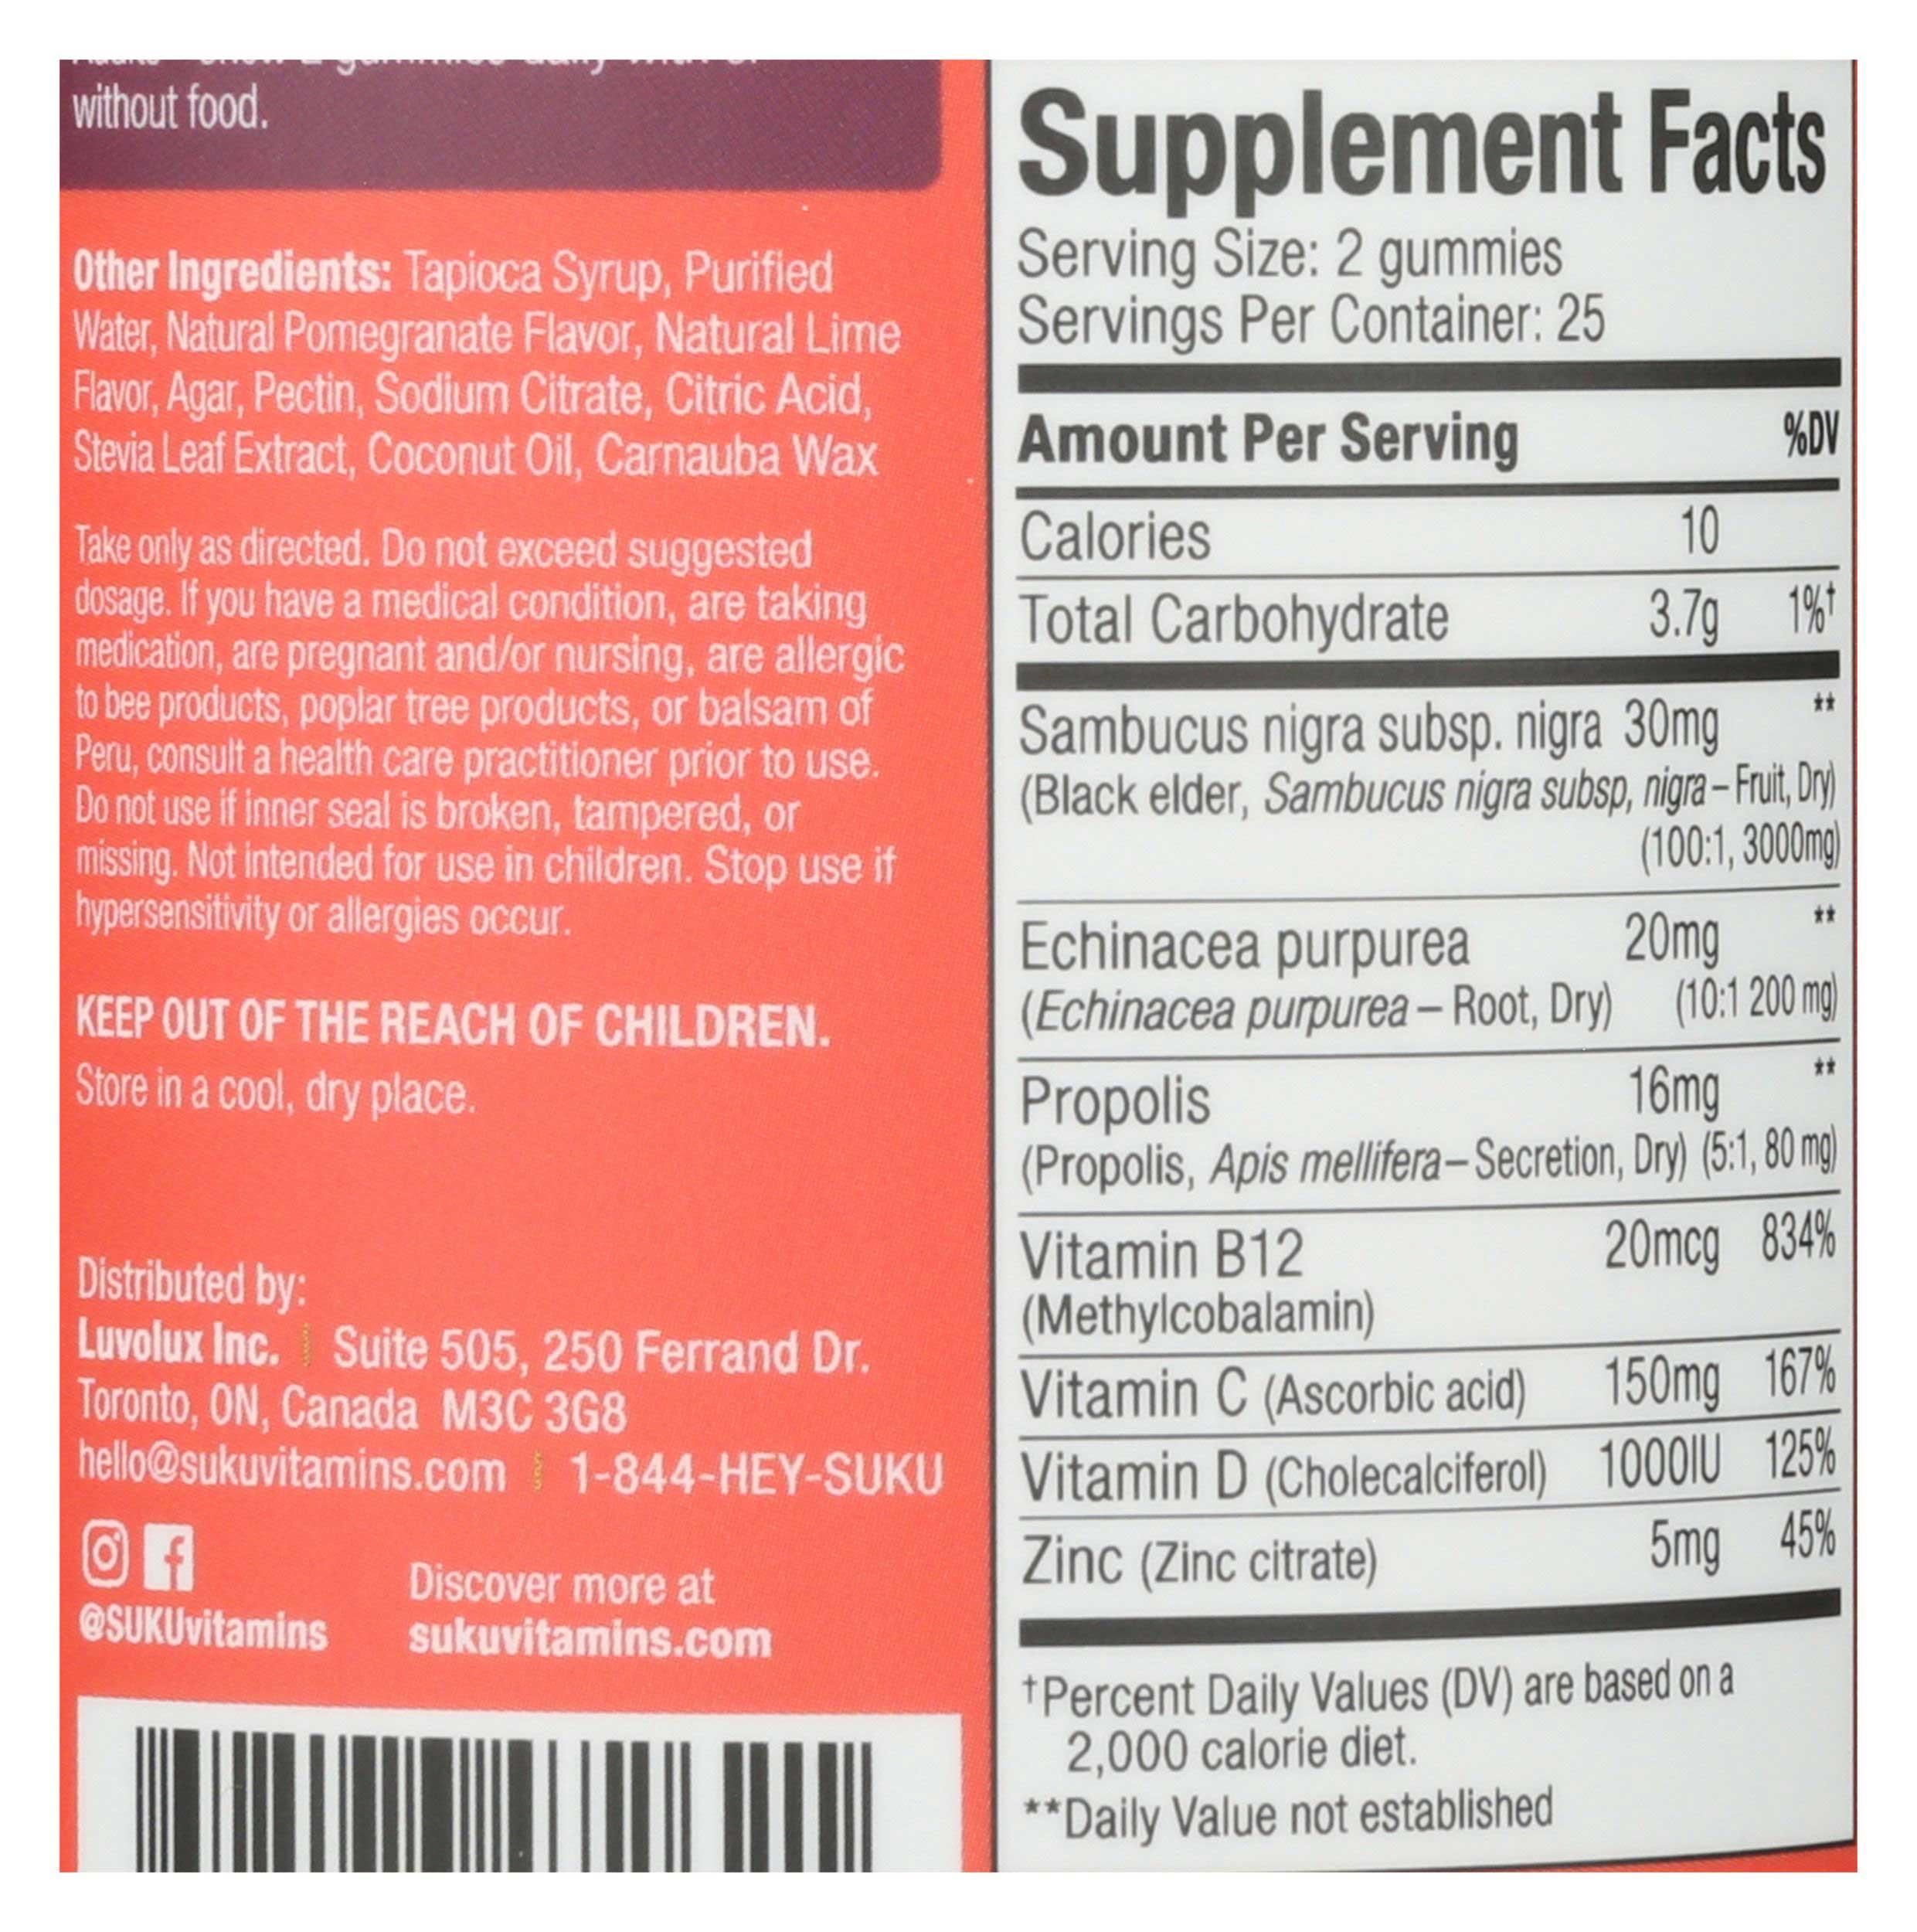 without food.
Other Ingredients: Tapioca Syrup, Purified
Water, Natural Pomegranate Flavor, Natural Lime
Flavor, Agar, Pectin, Sodium Citrate, Citric Acid,
Stevia Leaf Extract, Coconut Oil, Carnauba Wax
Take only as directed. Do not exceed suggested
dosage. If you have a medical condition, are taking
medication, are pregnant and/or nursing, are allergic
to bee products, poplar tree products, or balsam of
Peru, consult a health care practitioner prior to use.
Do not use if inner seal is broken, tampered, or
missing. Not intended for use in children. Stop use if
hypersensitivity or allergies occur.
KEEP OUT OF THE REACH OF CHILDREN.
Store in a cool, dry place.
Distributed by:
Luvolux Inc. | Suite 505, 250 Ferrand Dr.
Toronto, ON, Canada M3C 3G8
hello@sukuvitamins.com | 1-844-HEY-SUKU
@SUKUvitamins
Discover more at
sukuvitamins.com
Supplement Facts
Serving Size: 2 gummies
Servings Per Container: 25
Amount Per Serving %DV
Calories 10
Total Carbohydrate 3.7g 1%†
Sambucus nigra subsp. nigra 30mg **
(Black elder, Sambucus nigra subsp, nigra – Fruit, Dry)
(100:1, 3000mg)
Echinacea purpurea 20mg **
(Echinacea purpurea – Root, Dry) (10:1 200 mg)
Propolis 16mg **
(Propolis, Apis mellifera – Secretion, Dry) (5:1, 80 mg)
Vitamin B12 20mcg 834%
(Methylcobalamin)
Vitamin C (Ascorbic acid) 150mg 167%
Vitamin D (Cholecalciferol) 1000IU 125%
Zinc (Zinc citrate) 5mg 45%
†Percent Daily Values (DV) are based on a
2,000 calorie diet.
**Daily Value not established